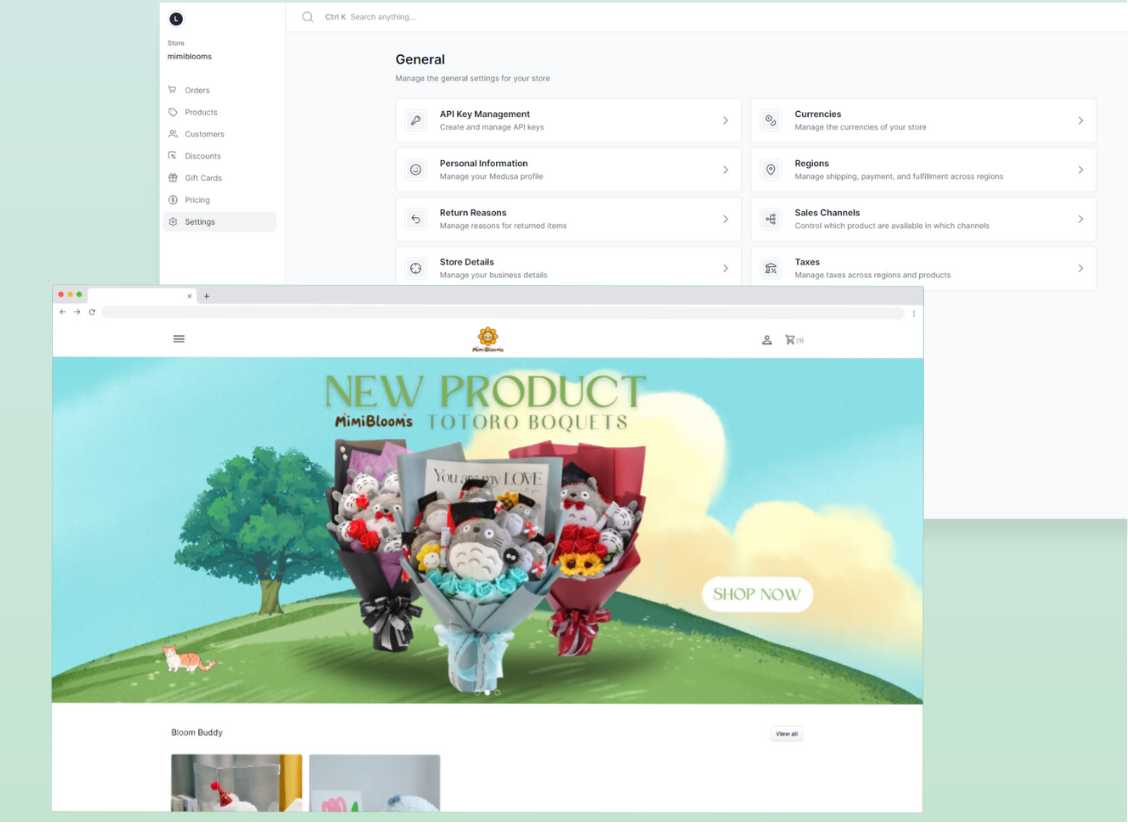 L
Ctrl K Search anything...
Store
mimiblooms
Orders
Products
Customers
Discounts
Gift Cards
Pricing
Settings
General
Manage the general settings for your store
API Key Management
Create and manage API keys
Currencies
Manage the currencies of your store
Personal Information
Manage your Medusa profile
Regions
Manage shipping, payment, and fulfillment across regions
Return Reasons
Manage reasons for returned items
Sales Channels
Control which product are available in which channels
Store Details
Manage your business details
Taxes
Manage taxes across regions and products
MimiBlooms
(1)
NEW PRODUCT
MimiBlooms TOTORO BOQUETS
You are my LOVE
SHOP NOW
Bloom Buddy
View all